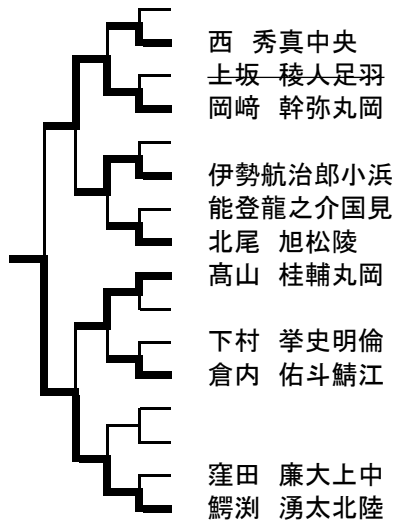 西 秀真中央
上坂 稜人足羽
岡﨑 幹弥丸岡
伊勢航治郎小浜
能登龍之介国見
北尾 旭松陵
髙山 桂輔丸岡
下村 挙史明倫
倉内 佑斗鯖江
窪田 廉大上中
鰐渕 湧太北陸